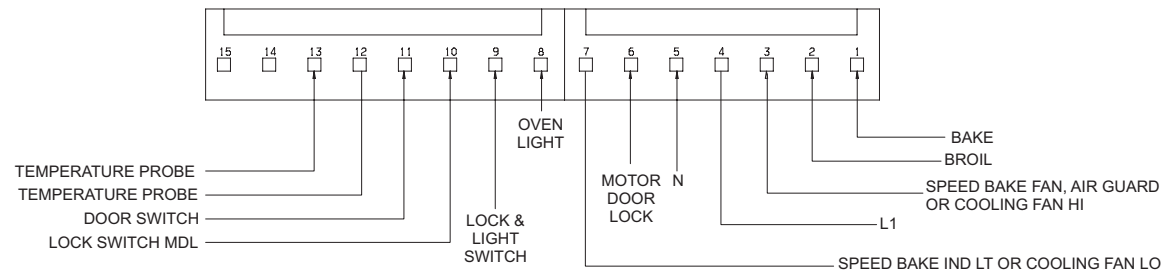 15 14 13 12 11 10 9 8 7 6 5 4 3 2 1
OVEN
LIGHT
BAKE
BROIL
TEMPERATURE PROBE
TEMPERATURE PROBE
DOOR SWITCH
LOCK SWITCH MDL
LOCK &
LIGHT
SWITCH
MOTOR
DOOR
LOCK
N
SPEED BAKE FAN, AIR GUARD
OR COOLING FAN HI
L1
SPEED BAKE IND LT OR COOLING FAN LO